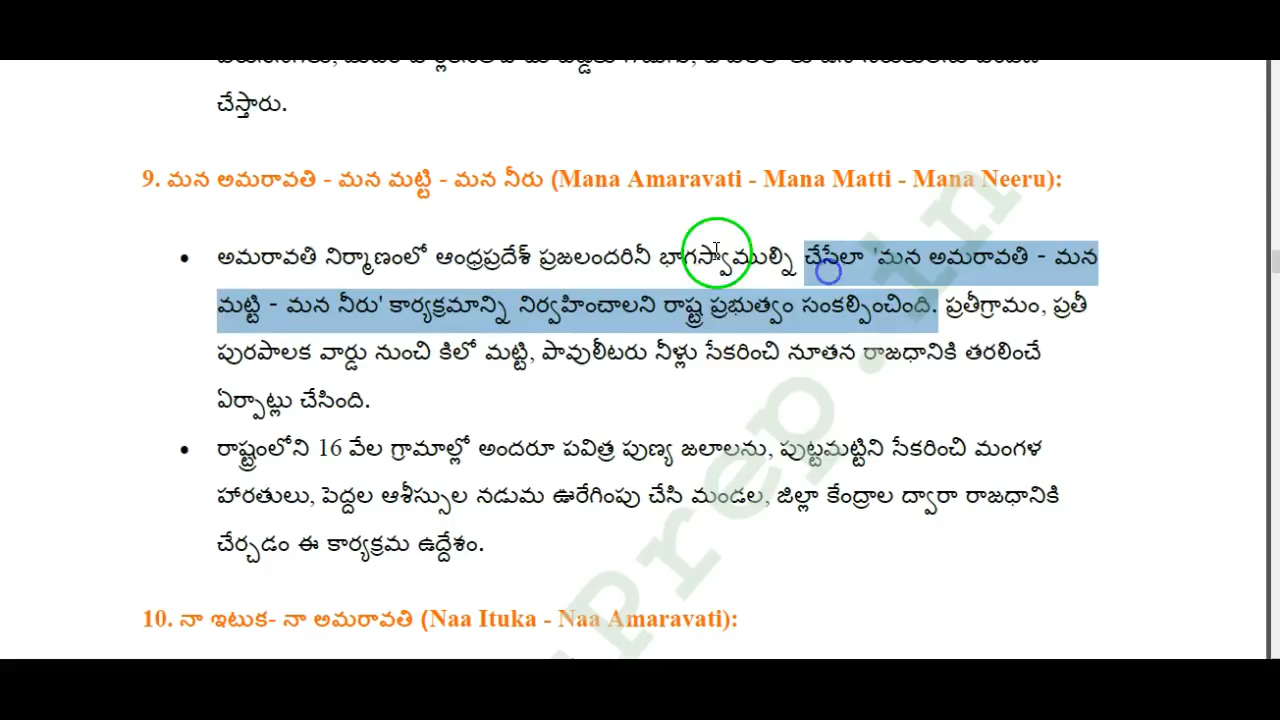 చేస్తారు.
9. మన అమరావతి - మన మట్టి - మన నీరు (Mana Amaravati - Mana Matti - Mana Neeru):
• అమరావతి నిర్మాణంలో ఆంధ్రప్రదేశ్ ప్రజలందరినీ భాగస్వాముల్ని చేసేలా 'మన అమరావతి - మన
మట్టి - మన నీరు' కార్యక్రమాన్ని నిర్వహించాలని రాష్ట్ర ప్రభుత్వం సంకల్పించింది. ప్రతీగ్రామం, ప్రతీ
పురపాలక వార్డు నుంచి కిలో మట్టి, పావులీటరు నీళ్లు సేకరించి నూతన రాజధానికి తరలించే
ఏర్పాట్లు చేసింది.
• రాష్ట్రంలోని 16 వేల గ్రామాల్లో అందరూ పవిత్ర పుణ్య జలాలను, పుట్టమట్టిని సేకరించి మంగళ
హారతులు, పెద్దల ఆశీస్సుల నడుమ ఊరేగింపు చేసి మండల, జిల్లా కేంద్రాల ద్వారా రాజధానికి
చేర్చడం ఈ కార్యక్రమ ఉద్దేశం.
10. నా ఇటుక- నా అమరావతి (Naa Ituka - Naa Amaravati):
Prep.in